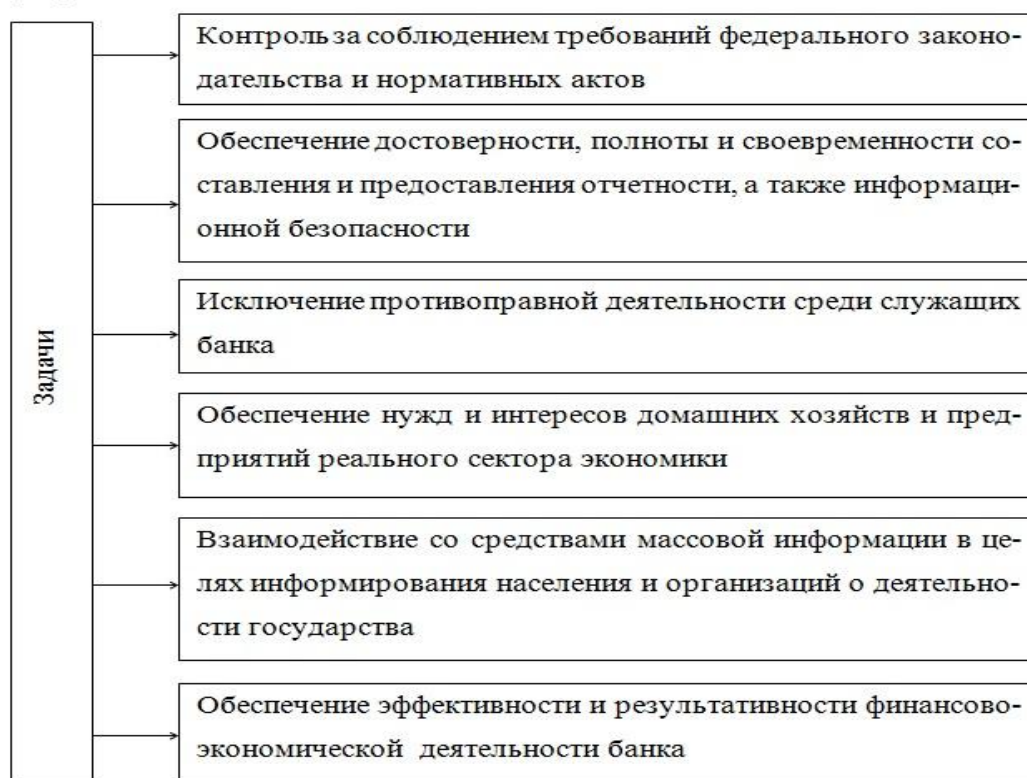 Задачи
Контроль за соблюдением требований федерального законо-
дательства и нормативных актов
Обеспечение достоверности, полноты и своевременности со-
ставления и предоставления отчетности, а также информаци-
онной безопасности
Исключение противоправной деятельности среди служащих
банка
Обеспечение нужд и интересов домашних хозяйств и пред-
приятий реального сектора экономики
Взаимодействие со средствами массовой информации в це-
лях информирования населения и организаций о деятельно-
сти государства
Обеспечение эффективности и результативности финансово-
экономической деятельности банка